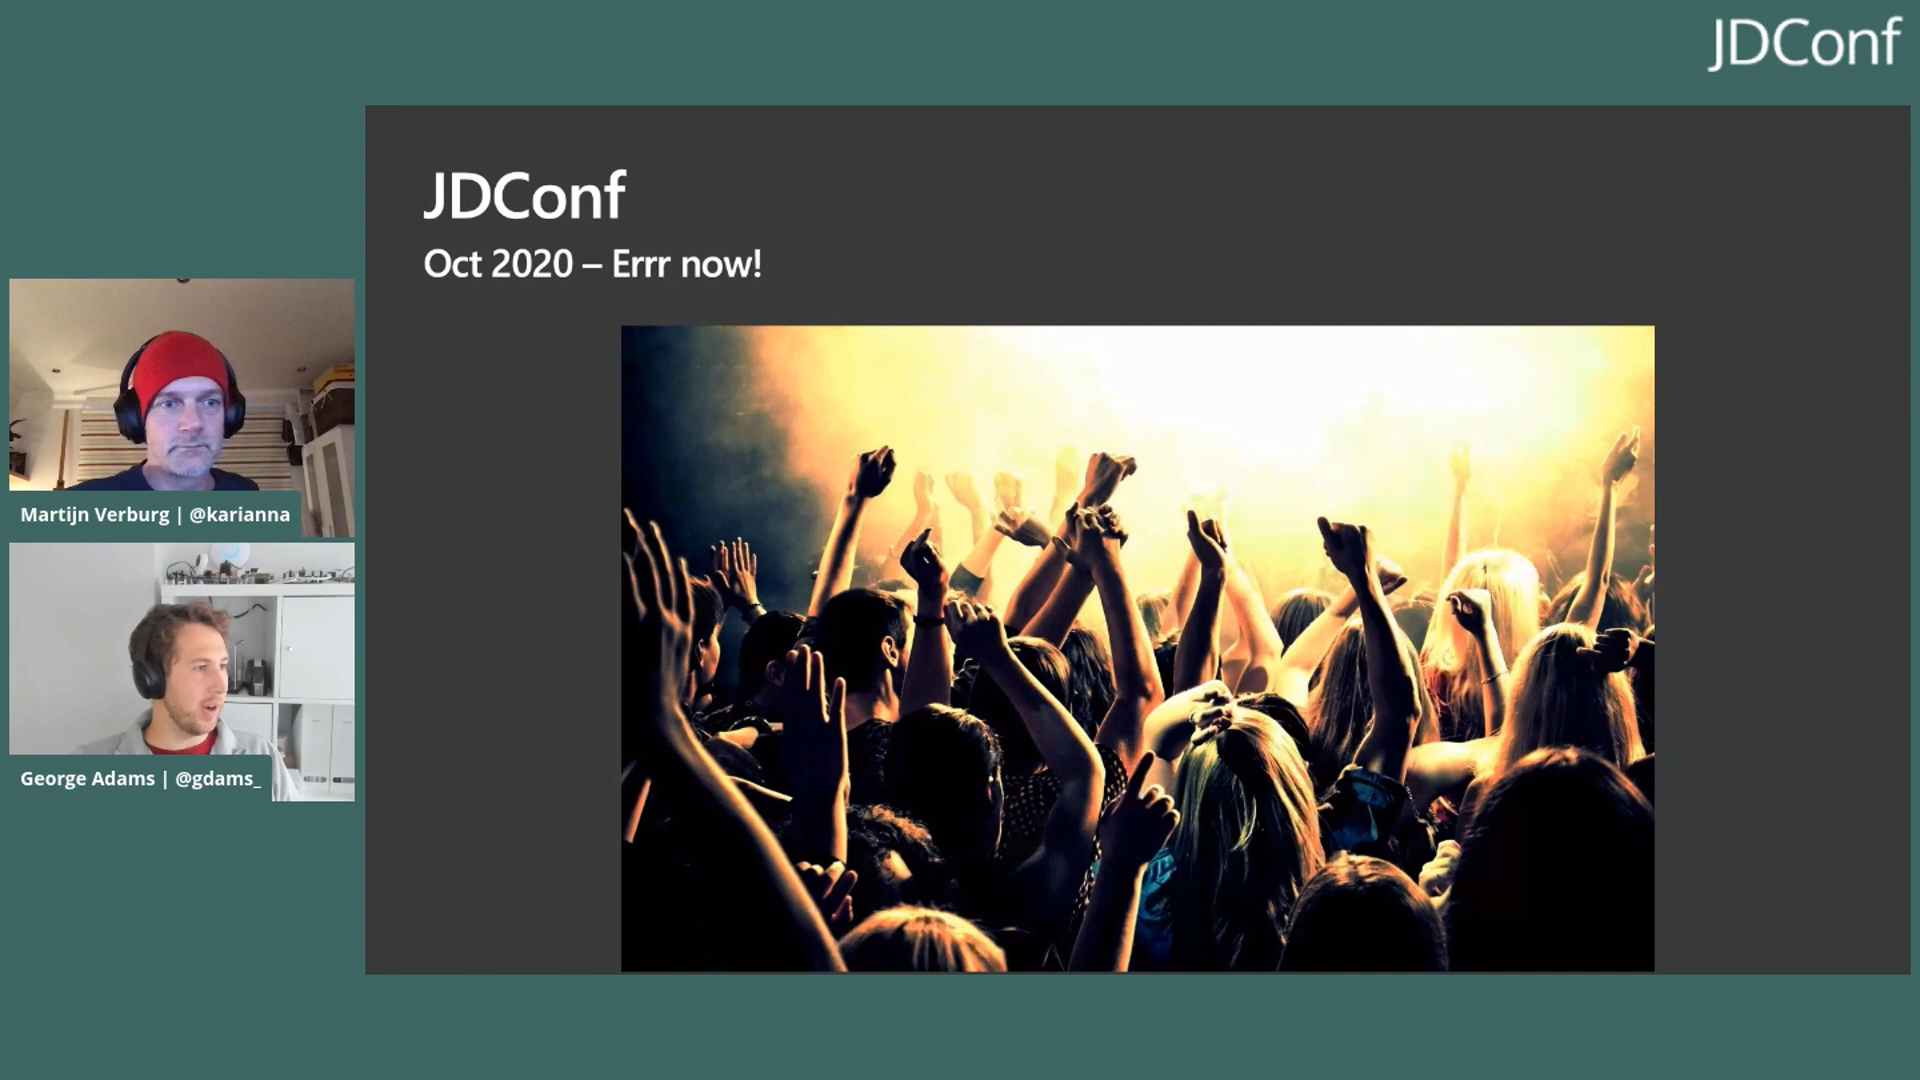 JDConf
JDConf
Oct 2020 – Errr now!
Martijn Verburg | @karianna
George Adams | @gdams_